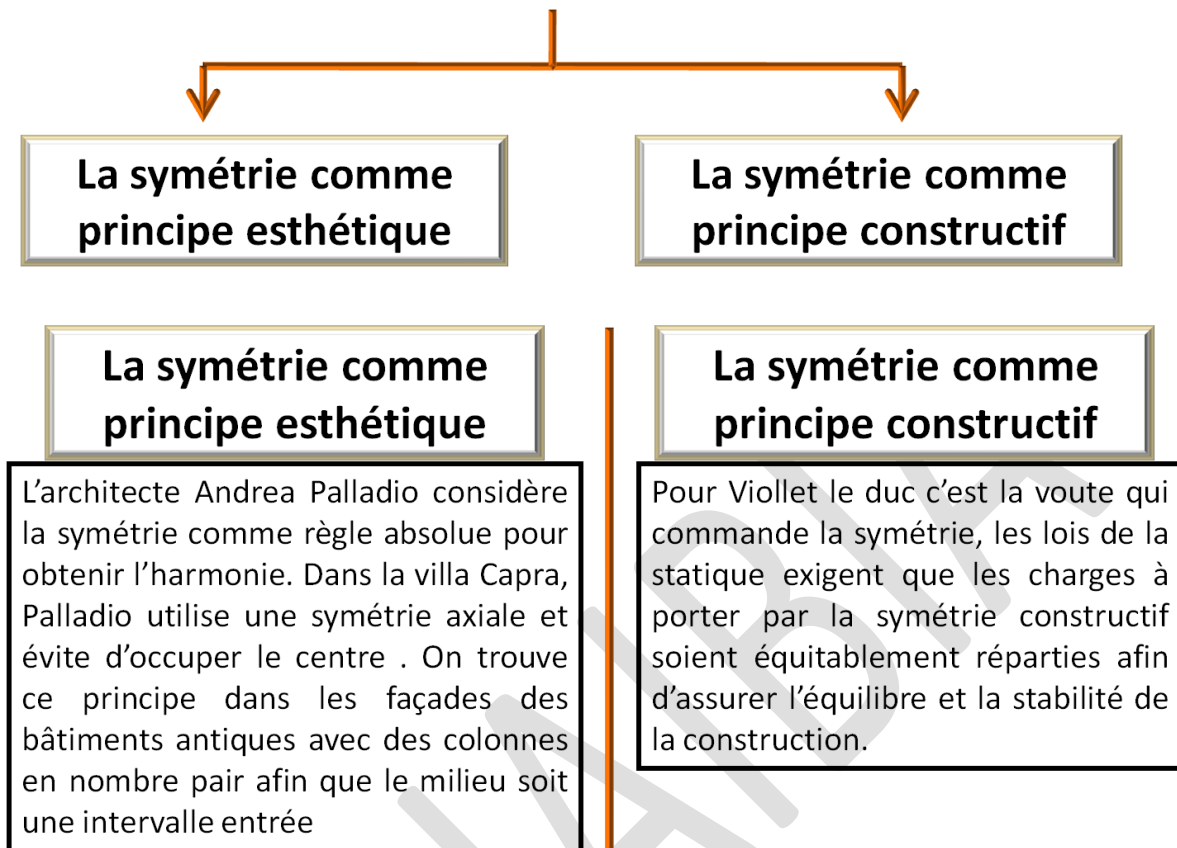 La symétrie comme
principe esthétique
La symétrie comme
principe constructif
La symétrie comme
principe esthétique
L’architecte Andrea Palladio considère
la symétrie comme règle absolue pour
obtenir l’harmonie. Dans la villa Capra,
Palladio utilise une symétrie axiale et
évite d’occuper le centre . On trouve
ce principe dans les façades des
bâtiments antiques avec des colonnes
en nombre pair afin que le milieu soit
une intervalle entrée
La symétrie comme
principe constructif
Pour Viollet le duc c’est la voute qui
commande la symétrie, les lois de la
statique exigent que les charges à
porter par la symétrie constructif
soient équitablement réparties afin
d’assurer l’équilibre et la stabilité de
la construction.